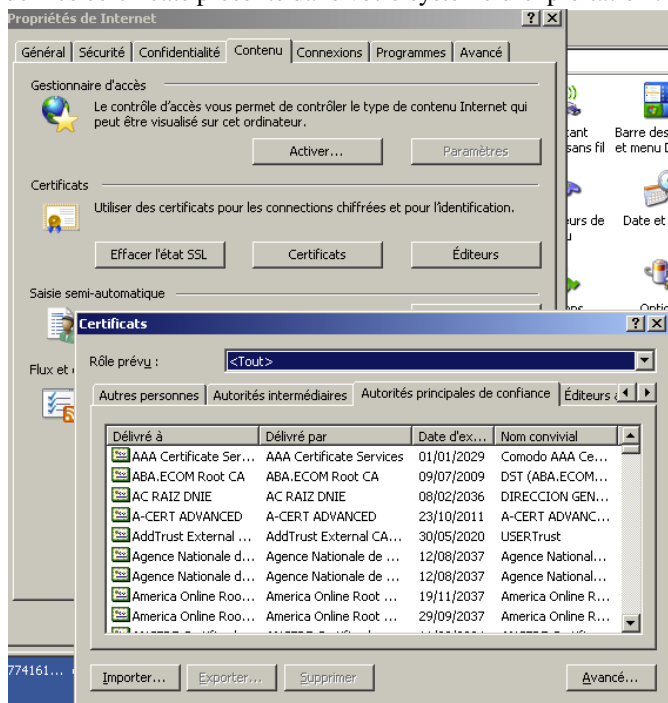 Propriétés de Internet
Général Sécurité Confidentialité Contenu Connexions Programmes Avancé
Gestionnaire d'accès
Le contrôle d'accès vous permet de contrôler le type de contenu Internet qui
peut être visualisé sur cet ordinateur.
Activer... Paramètres
Certificats
Utiliser des certificats pour les connections chiffrées et pour l'identification.
Effacer l'état SSL Certificats Éditeurs
Saisie semi-automatique
Flux et
Barre des
sans fil et menu D
Date et
Certificats
Rôle prévu : <Tout>
Autres personnes Autorités intermédiaires Autorités principales de confiance Éditeurs
Délivré à Délivré par Date d'ex... Nom convivial
AAA Certificate Ser... AAA Certificate Services 01/01/2029 Comodo AAA Ce...
ABA.ECOM Root CA ABA.ECOM Root CA 09/07/2009 DST (ABA.ECOM...
AC RAIZ DNIE AC RAIZ DNIE 08/02/2036 DIRECCION GEN...
A-CERT ADVANCED A-CERT ADVANCED 23/10/2011 A-CERT ADVANC...
AddTrust External ... AddTrust External CA... 30/05/2020 USERTrust
Agence Nationale d... Agence Nationale de ... 12/08/2037 Agence National...
Agence Nationale d... Agence Nationale de ... 12/08/2037 Agence National...
America Online Roo... America Online Root ... 19/11/2037 America Online R...
America Online Roo... America Online Root ... 29/09/2037 America Online R...
774161...
Importer... Exporter... Supprimer Avancé...